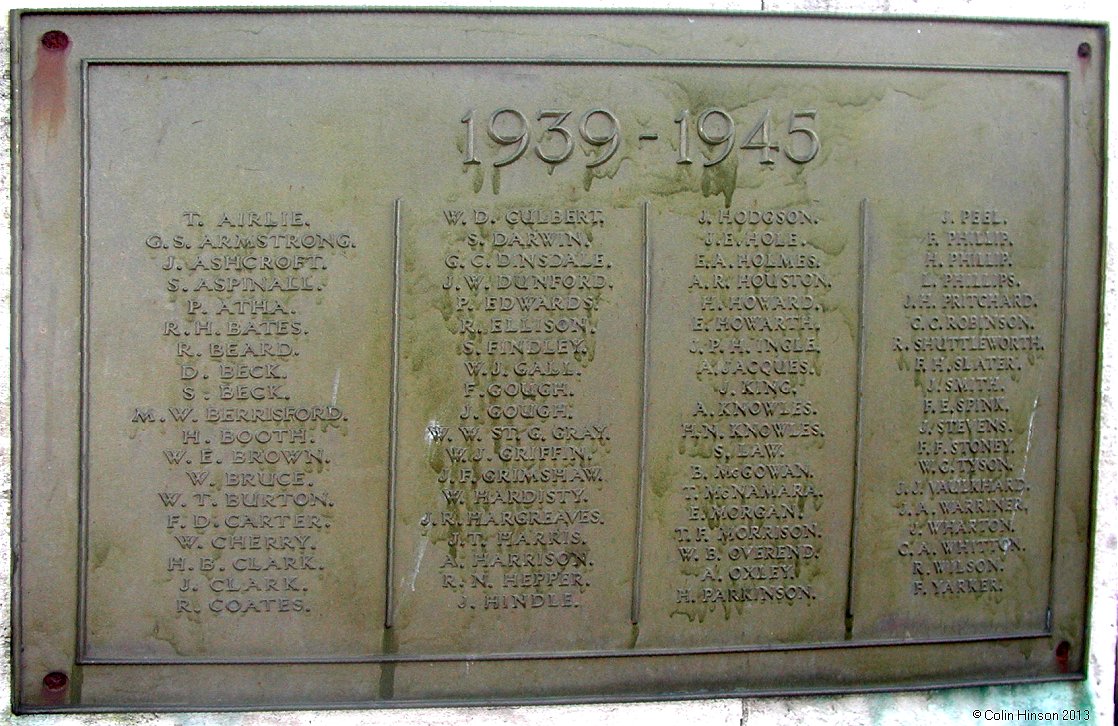 1939-1945
T. AIRLIE.
G.S. ARMSTRONG.
J. ASHCROFT.
S. ASPINALL.
P. ATHA.
R.H. BATES.
R. BEARD.
D. BECK.
S. BECK.
M.W. BERRISFORD.
H. BOOTH.
W. E. BROWN.
W. BRUCE.
W. T. BURTON.
F. D. CARTER.
W. CHERRY.
H. B. CLARK.
J. CLARK.
R. COATES.
W. D. CULBERT.
S. DARWIN.
G. C. DINSDALE.
J. W. DUNFORD.
P. EDWARDS.
R. ELLISON.
S. FINDLEY.
W. J. GALL.
F. GOUGH.
J. GOUGH.
W. W. ST. G. GRAY.
W. J. GRIFFIN.
J. F. GRIMSHAW.
W. HARDISTY.
J. R. HARGREAVES.
J. T. HARRIS.
A. HARRISON.
R. N. HEPPER.
J. HINDLE.
J. HODGSON.
J. E. HOLE.
E. A. HOLMES.
A. R. HOUSTON.
H. HOWARD.
E. HOWARTH.
J. P. H. INGLE.
A. JACQUES.
J. KING.
A. KNOWLES.
H. N. KNOWLES.
S. LAW.
B. McGOWAN.
T. McNAMARA.
E. MORGAN.
T. F. MORRISON.
W. B. OVEREND.
A. OXLEY.
H. PARKINSON.
J. PEEL.
F. PHILLIP.
H. PHILLIP.
L. PHILLIPS.
J. H. PRITCHARD.
C. C. ROBINSON.
R. SHUTTLEWORTH.
F. H. SLATER.
J. SMITH.
F. E. SPINK.
J. STEVENS.
F. F. STONEY.
W. G. TYSON.
J. J. VAULKHARD.
J. A. WARRINER.
J. WHARTON.
C. A. WHITTON.
R. WILSON.
F. YARKER.
© Colin Hinson 2013